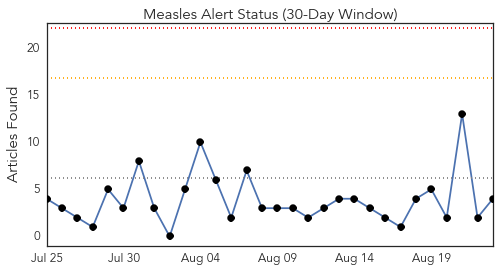 Measles Alert Status (30-Day Window)
Articles Found
20
15
10
5
0
Jul 25
Jul 30
Aug 04
Aug 09
Aug 14
Aug 19